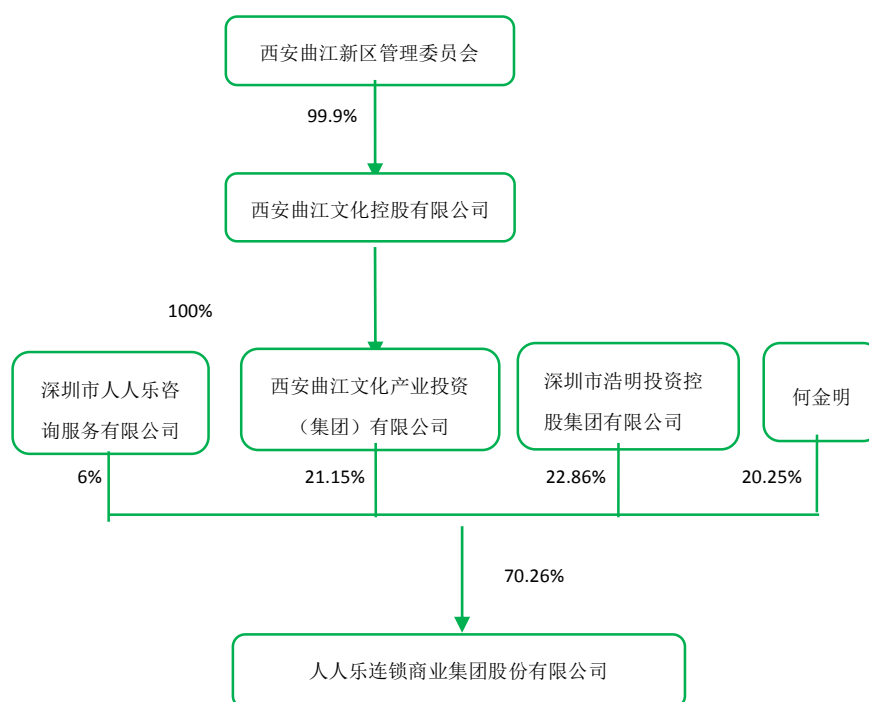 西安曲江新区管理委员会
99.9%
西安曲江文化控股有限公司
100%
深圳市人人乐咨
询服务有限公司
西安曲江文化产业投资
（集团）有限公司
深圳市浩明投资控
股集团有限公司
何金明
6%
21.15%
22.86%
20.25%
70.26%
人人乐连锁商业集团股份有限公司